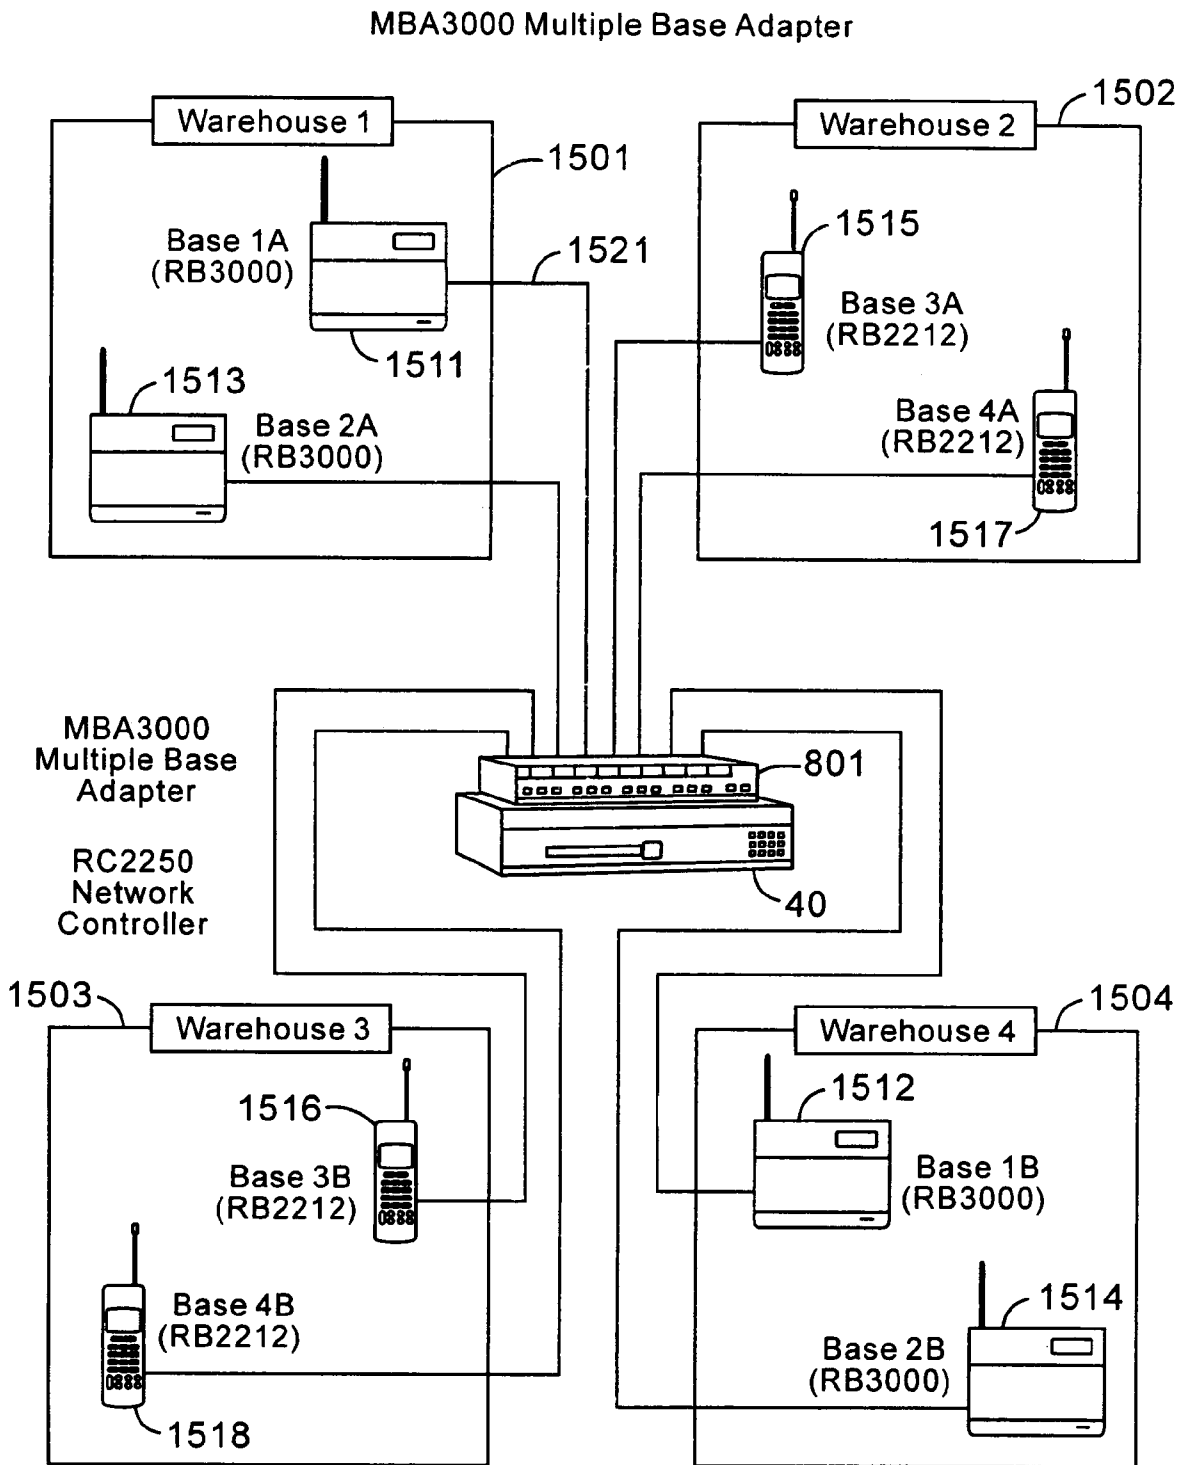 MBA3000 Multiple Base Adapter
Warehouse 1
1501
Base 1A
(RB3000)
1521
1511
1513
Base 2A
(RB3000)
Warehouse 2
1502
1515
Base 3A
(RB2212)
Base 4A
(RB2212)
1517
MBA3000
Multiple Base
Adapter
801
RC2250
Network
Controller
40
1503
Warehouse 3
1516
Base 3B
(RB2212)
Base 4B
(RB2212)
1518
Warehouse 4
1504
1512
Base 1B
(RB3000)
1514
Base 2B
(RB3000)